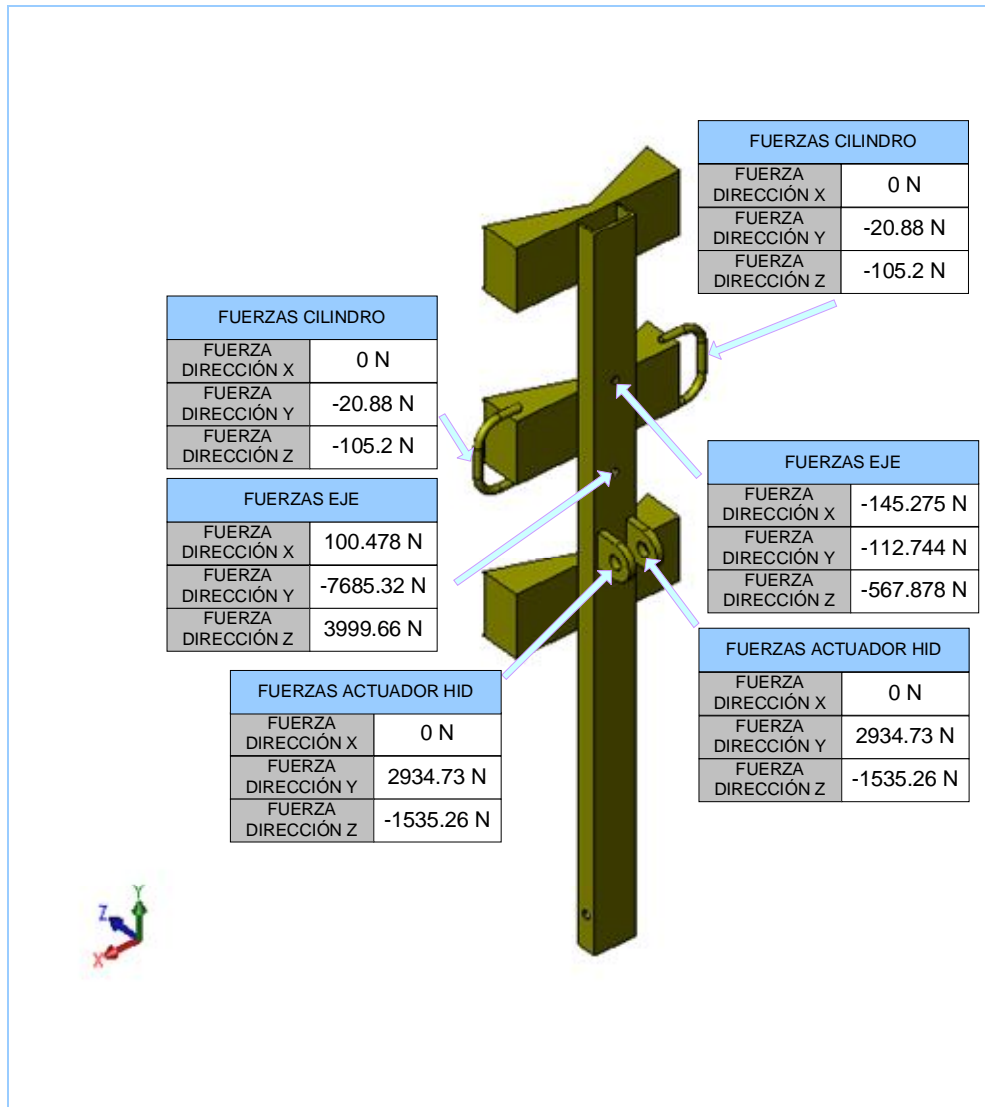 FUERZAS CILINDRO
FUERZA
DIRECCIÓN X
0 N
FUERZA
DIRECCIÓN Y
-20.88 N
FUERZA
DIRECCIÓN Z
-105.2 N
FUERZAS CILINDRO
FUERZA
DIRECCIÓN X
0 N
FUERZA
DIRECCIÓN Y
-20.88 N
FUERZA
DIRECCIÓN Z
-105.2 N
FUERZAS EJE
FUERZA
DIRECCIÓN X
-145.275 N
FUERZA
DIRECCIÓN Y
-112.744 N
FUERZA
DIRECCIÓN Z
-567.878 N
FUERZAS EJE
FUERZA
DIRECCIÓN X
100.478 N
FUERZA
DIRECCIÓN Y
-7685.32 N
FUERZA
DIRECCIÓN Z
3999.66 N
FUERZAS ACTUADOR HID
FUERZA
DIRECCIÓN X
0 N
FUERZA
DIRECCIÓN Y
2934.73 N
FUERZA
DIRECCIÓN Z
-1535.26 N
FUERZAS ACTUADOR HID
FUERZA
DIRECCIÓN X
0 N
FUERZA
DIRECCIÓN Y
2934.73 N
FUERZA
DIRECCIÓN Z
-1535.26 N
Y
Z
X